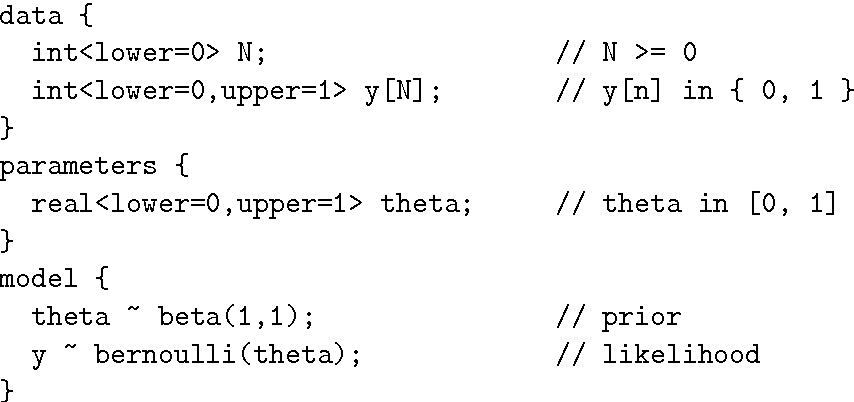 data {
  int<lower=0> N;                  // N >= 0
  int<lower=0,upper=1> y[N];       // y[n] in { 0, 1 }
}
parameters {
  real<lower=0,upper=1> theta;     // theta in [0, 1]
}
model {
  theta ~ beta(1,1);               // prior
  y ~ bernoulli(theta);            // likelihood
}